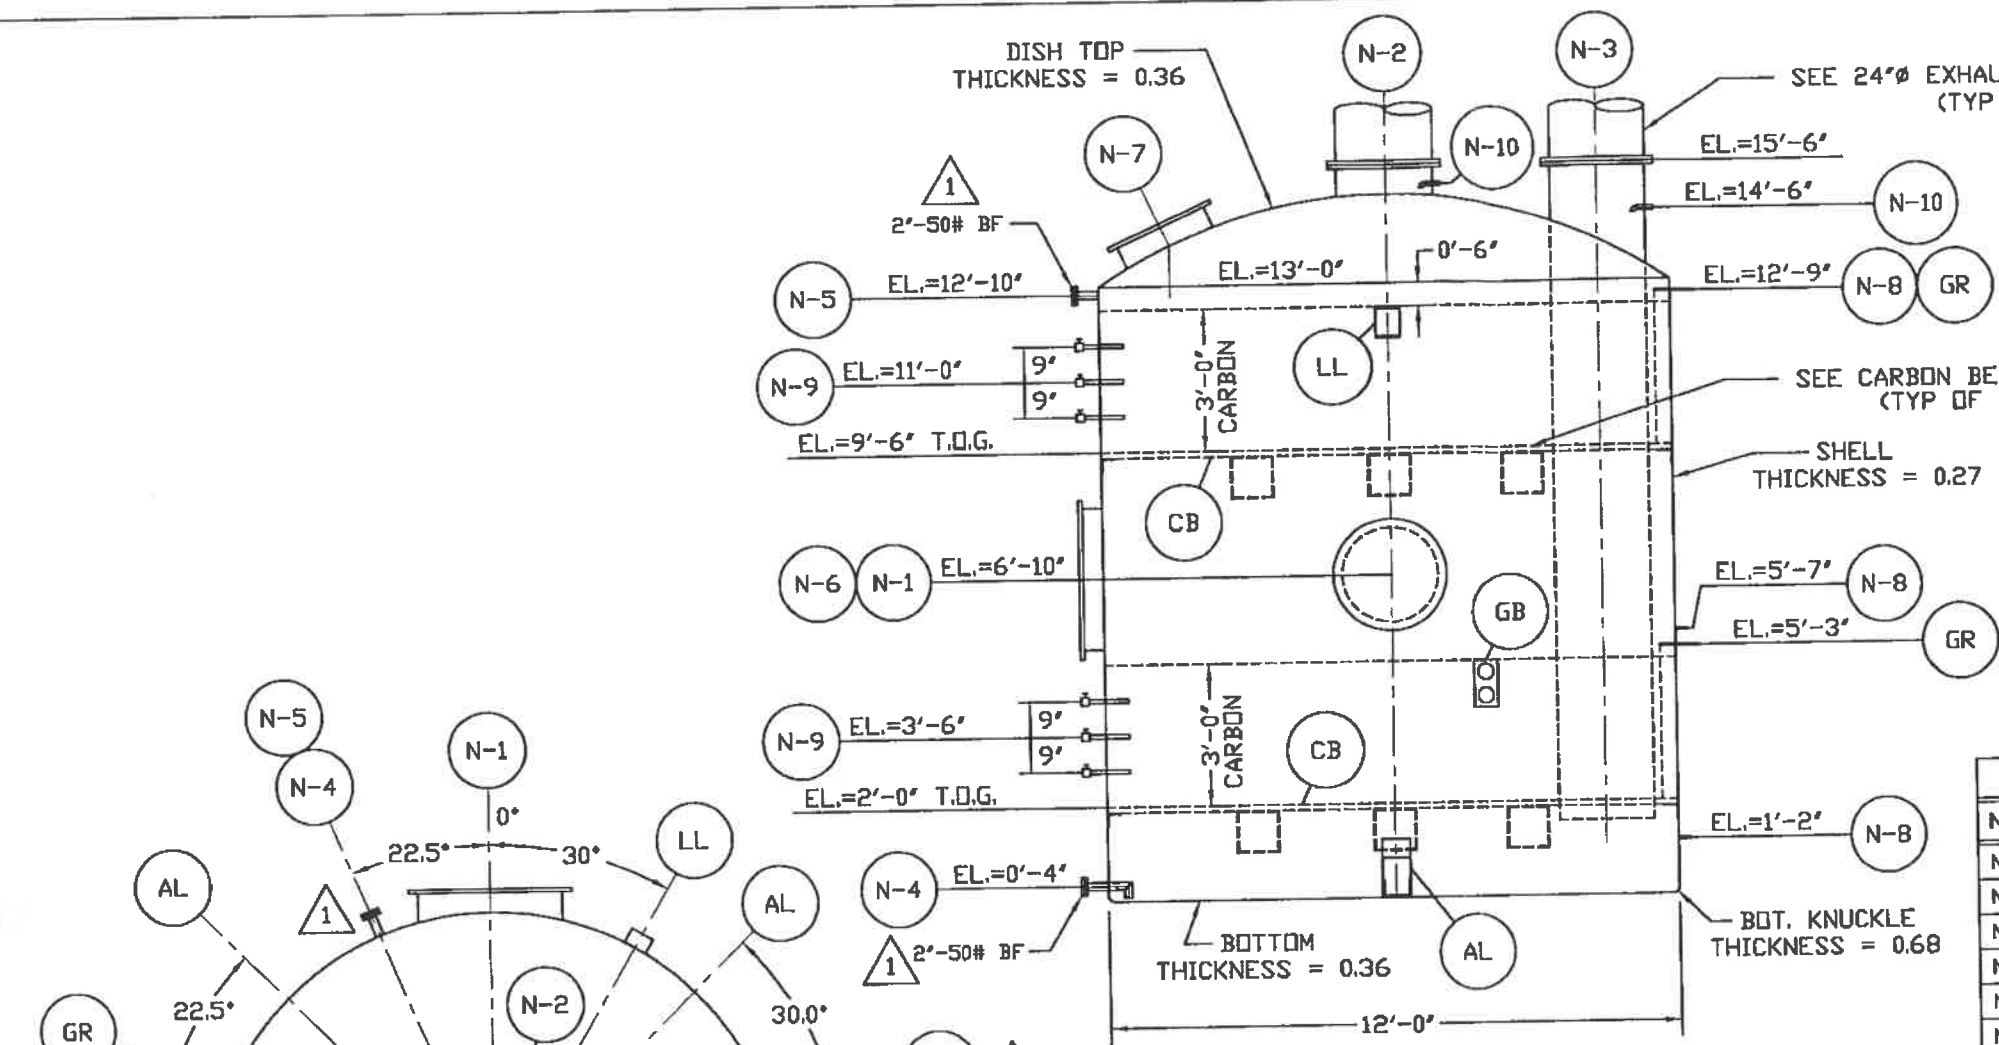 DISH TOP
THICKNESS = 0.36
N-2
N-3
SEE 24"Ø EXHAU
(TYP
N-7
N-10
EL.=15'-6"
1
2"-50# BF
EL.=14'-6"
N-10
N-5
EL.=12'-10"
EL.=13'-0"
0'-6"
EL.=12'-9"
N-8
GR
N-9
EL.=11'-0"
9"
9"
3'-0"
CARBON
LL
SEE CARBON BE
(TYP OF
EL.=9'-6" T.O.G.
SHELL
THICKNESS = 0.27
CB
N-6
N-1
EL.=6'-10"
GB
EL.=5'-7"
N-8
EL.=5'-3"
GR
N-9
EL.=3'-6"
9"
9"
3'-0"
CARBON
CB
EL.=2'-0" T.O.G.
EL.=1'-2"
N-8
N-4
EL.=0'-4"
1
2"-50# BF
BOTTOM
THICKNESS = 0.36
AL
BOT. KNUCKLE
THICKNESS = 0.68
12'-0"
N-5
N-4
N-1
0°
22.5°
30°
LL
AL
1
AL
22.5°
N-2
30.0°
GR